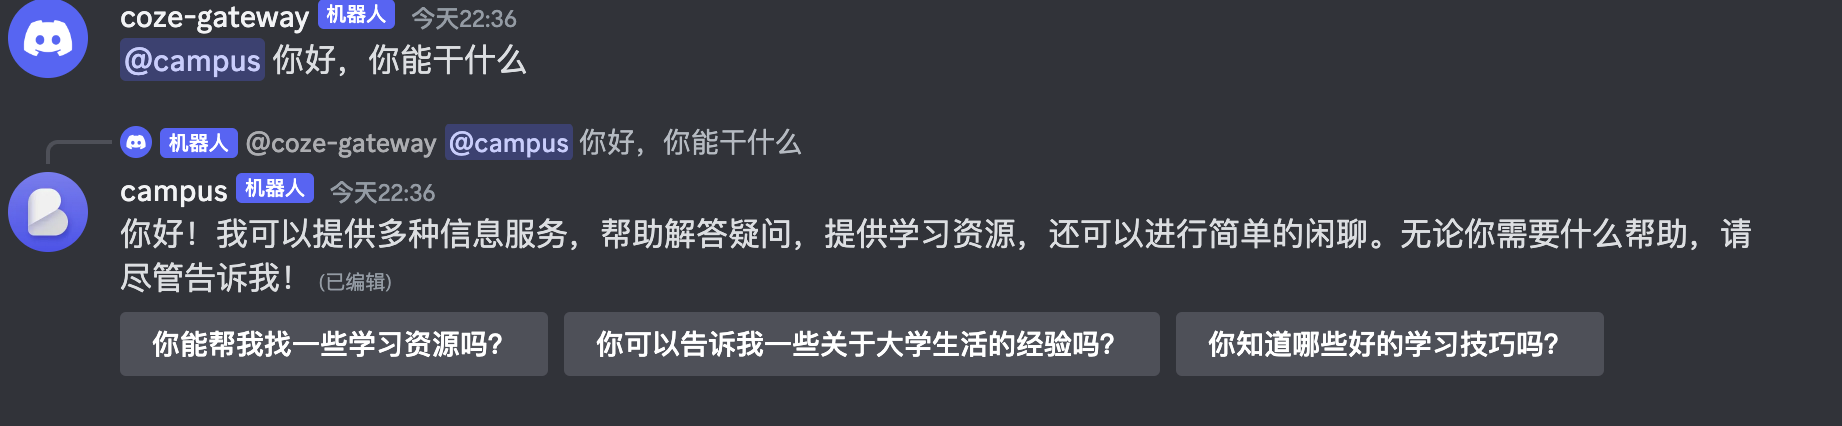 coze-gateway 机器人 今天22:36
@campus 你好，你能干什么
机器人 @coze-gateway @campus 你好，你能干什么
campus 机器人 今天22:36
你好！我可以提供多种信息服务，帮助解答疑问，提供学习资源，还可以进行简单的闲聊。无论你需要什么帮助，请
尽管告诉我！ (已编辑)
你能帮我找一些学习资源吗? 你可以告诉我一些关于大学生活的经验吗? 你知道哪些好的学习技巧吗?